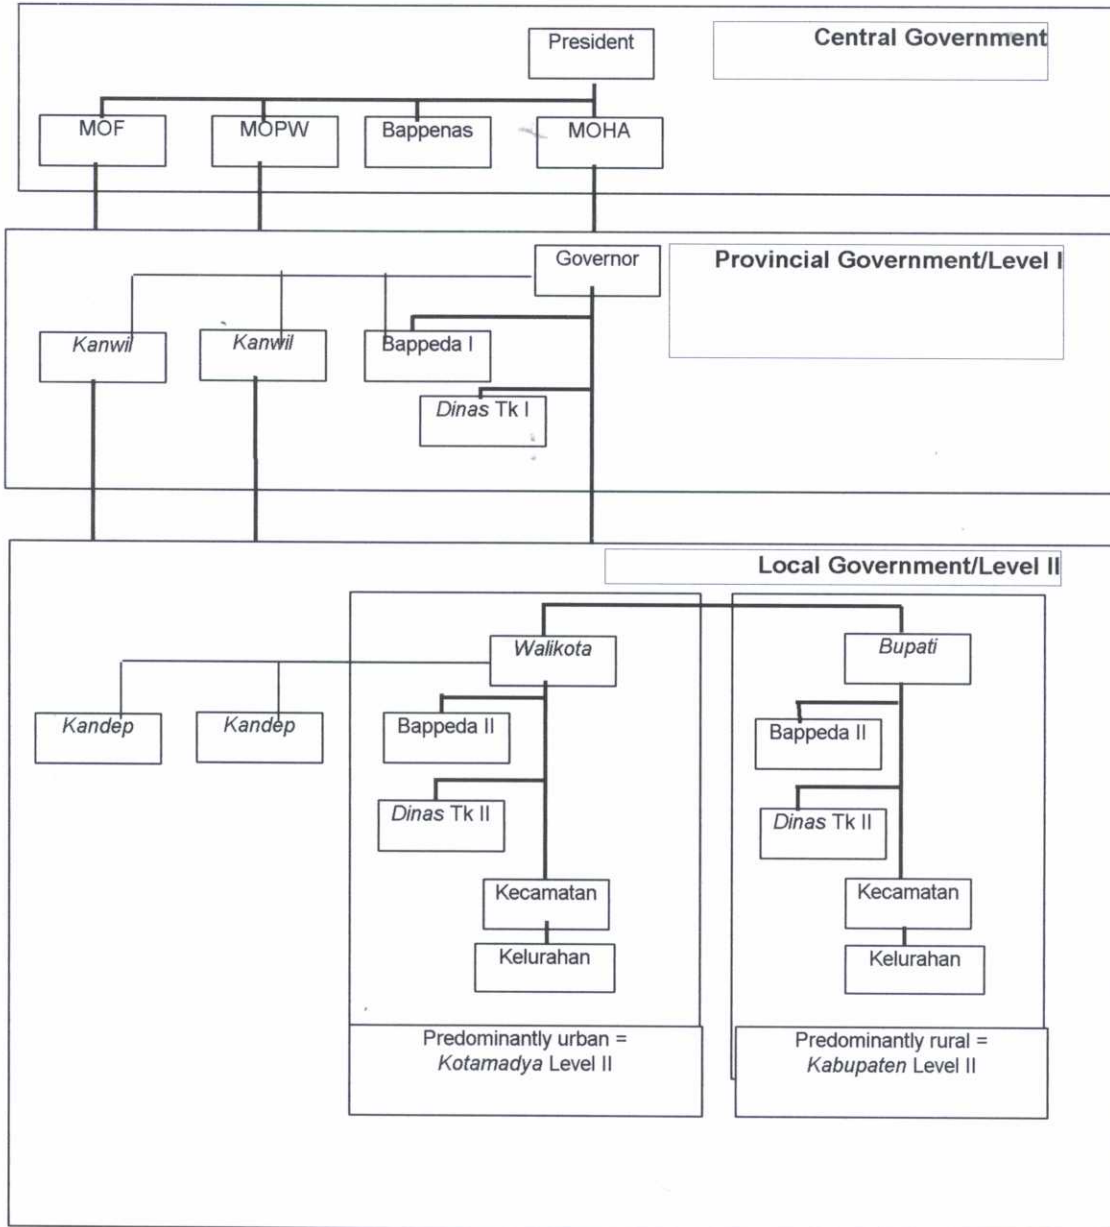 President
Central Government
MOF
MOPW
Bappenas
MOHA
Governor
Provincial Government/Level I
Kanwil
Kanwil
Bappeda I
Dinas Tk I
Local Government/Level II
Walikota
Bupati
Kandep
Kandep
Bappeda II
Bappeda II
Dinas Tk II
Dinas Tk II
Kecamatan
Kecamatan
Kelurahan
Kelurahan
Predominantly urban =
Kotamadya Level II
Predominantly rural =
Kabupaten Level II